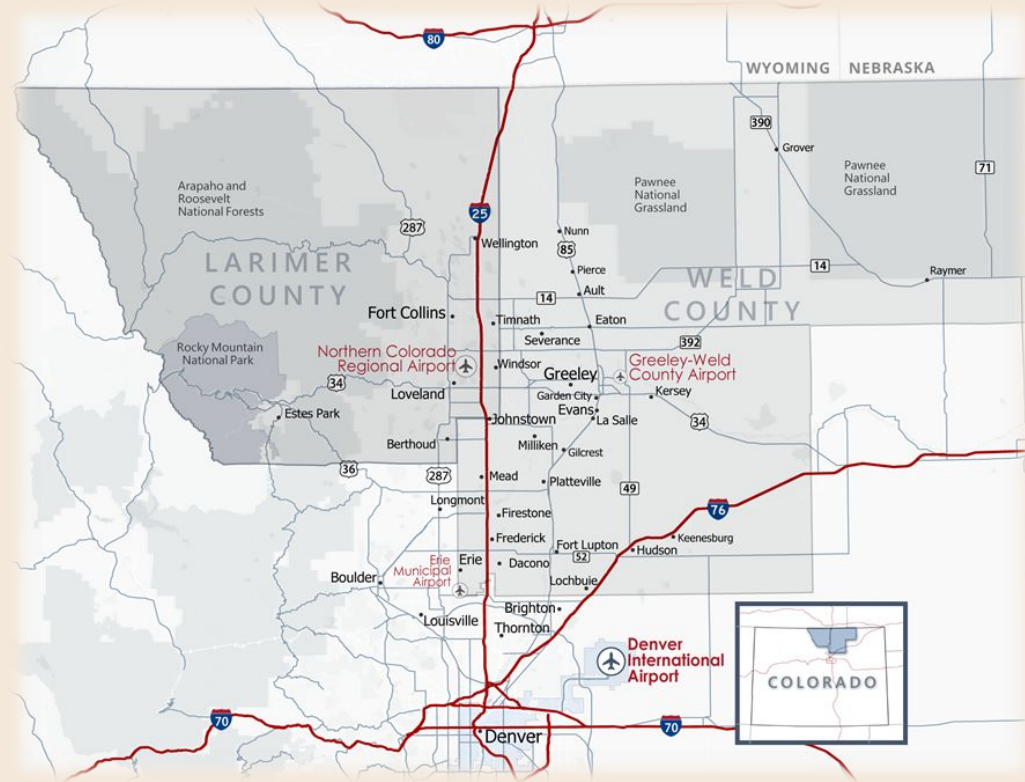 80
WYOMING NEBRASKA
390
Grover
Arapaho and
Roosevelt
National Forests
Pawnee
National
Grassland
Pawnee
National
Grassland
71
25
287
Nunn
Wellington
85
LARIMER
COUNTY
Pierce
WELD
COUNTY
14
Raymer
Ault
14
Fort Collins
Timnath
Eaton
Severance
392
Rocky Mountain
National Park
Northern Colorado
Regional Airport
Windsor
Greeley-Weld
County Airport
Greeley
34
Loveland
Garden City
Kersey
Evans
La Salle
34
Estes Park
Johnstown
Berthoud
Milliken
Gilcrest
36
287
Mead
Platteville
49
Longmont
Firestone
76
Frederick
Fort Lupton
Keenesburg
Hudson
52
Erie
Erie
Municipal
Airport
Dacono
Boulder
Lochbuie
Brighton
Louisville
Thornton
Denver
International
Airport
COLORADO
70
70
Denver